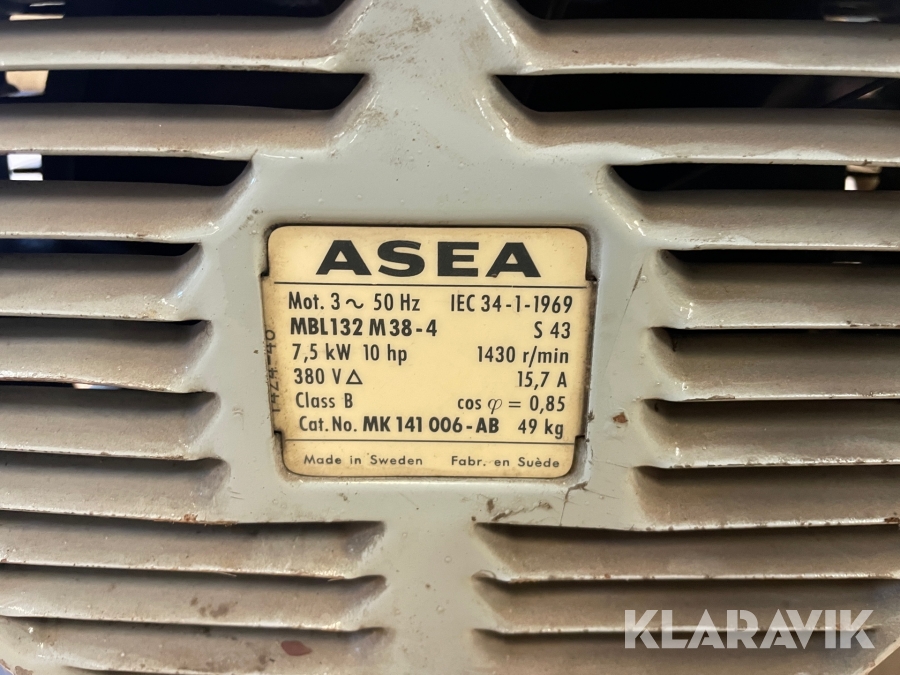 ASEA
Mot. 3 ~ 50 Hz IEC 34-1-1969
MBL132 M 38-4 S 43
7,5 kW 10 hp 1430 r/min
380 V Δ 15,7 A
Class B cos φ = 0,85
Cat. No. MK 141 006-AB 49 kg
Made in Sweden Fabr. en Suède
KLARAVIK